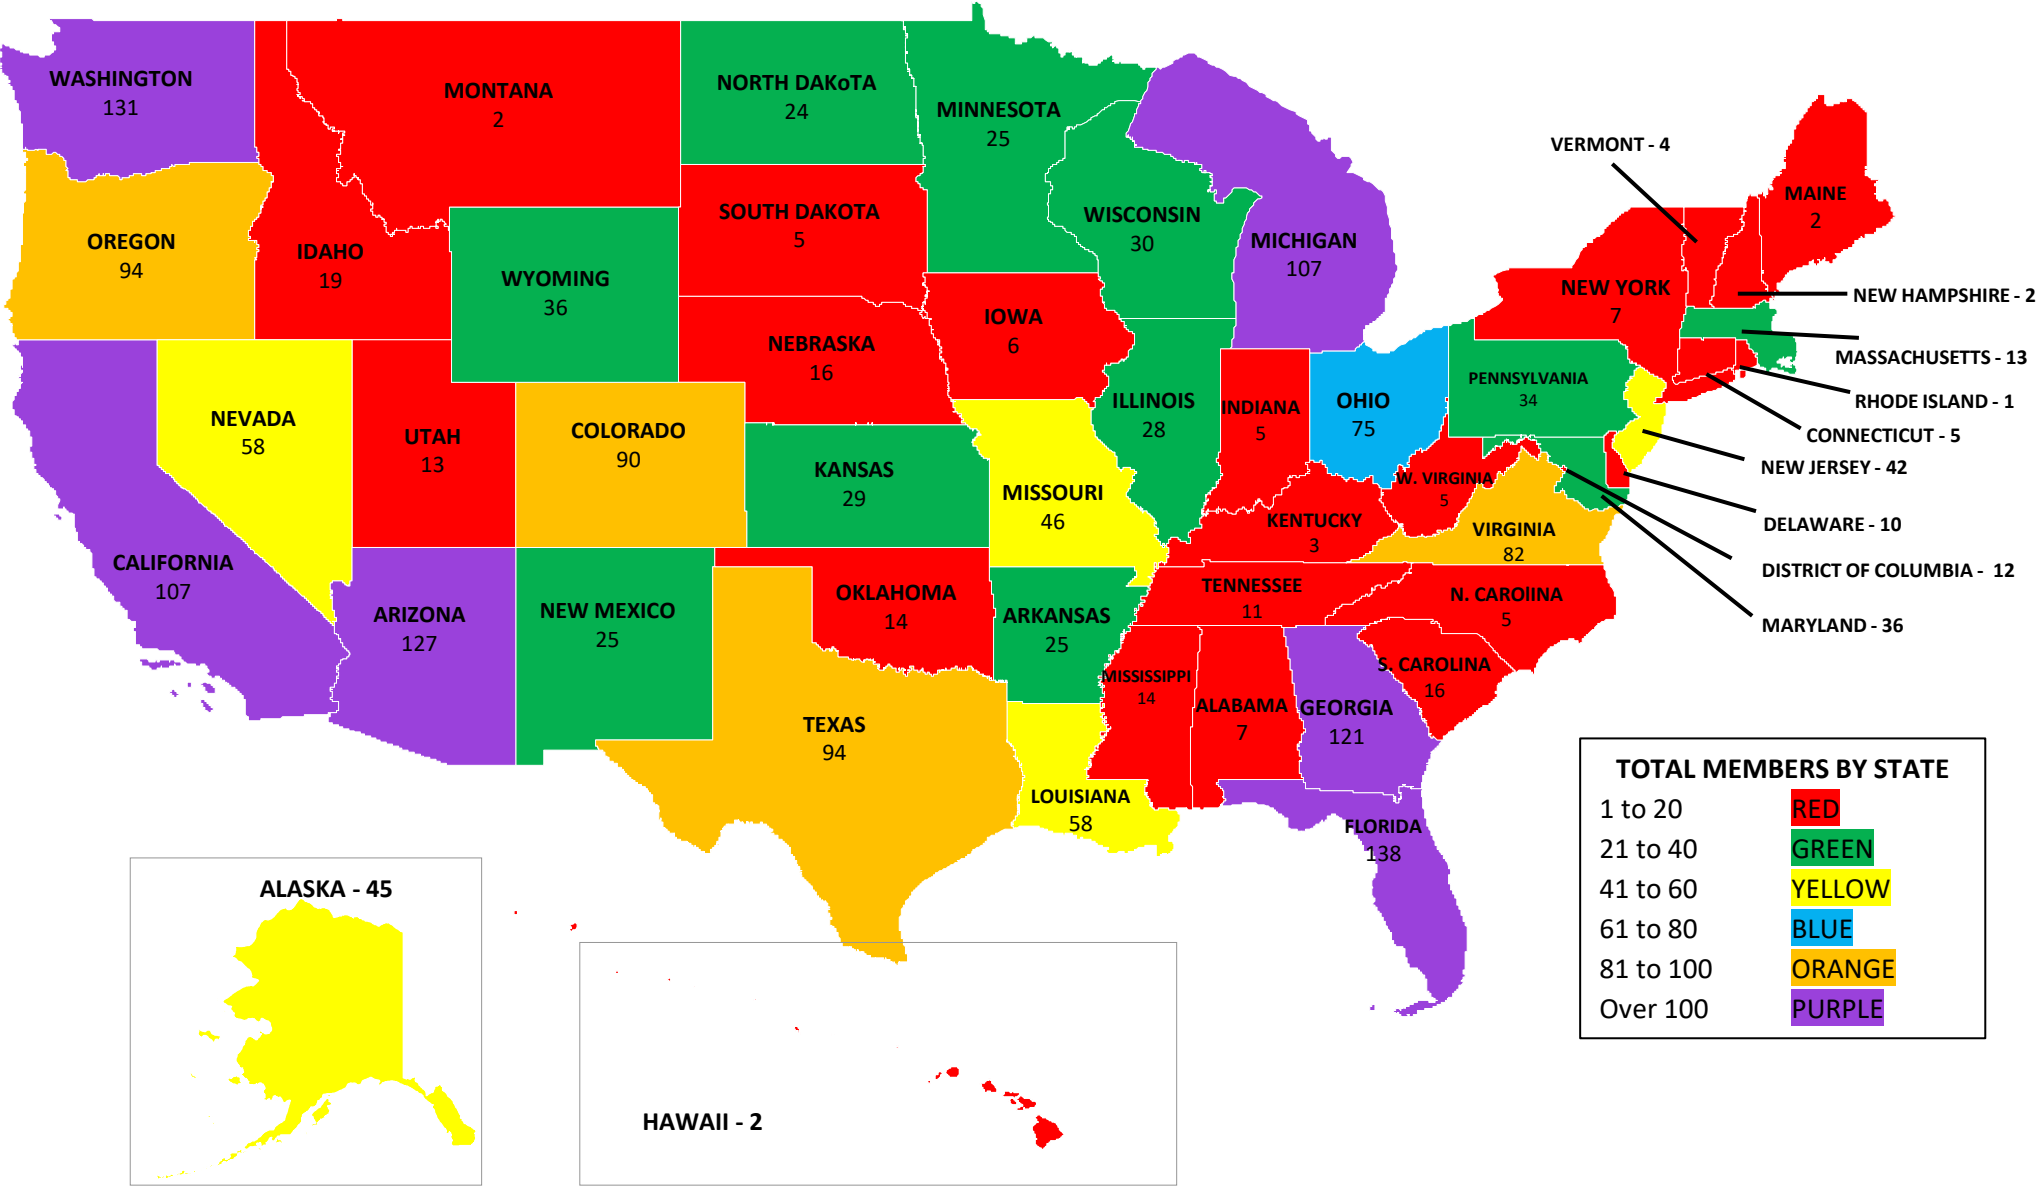 WASHINGTON
131
MONTANA
2
NORTH DAKoTA
24
MINNESOTA
25
VERMONT - 4
MAINE
2
OREGON
94
IDAHO
19
WYOMING
36
SOUTH DAKOTA
5
WISCONSIN
30
MICHIGAN
107
NEW YORK
7
NEW HAMPSHIRE - 2
NEBRASKA
16
IOWA
6
MASSACHUSETTS - 13
PENNSYLVANIA
34
RHODE ISLAND - 1
CONNECTICUT - 5
NEW JERSEY - 42
NEVADA
58
UTAH
13
COLORADO
90
KANSAS
29
MISSOURI
46
ILLINOIS
28
INDIANA
5
OHIO
75
W. VIRGINIA
5
KENTUCKY
3
VIRGINIA
82
DELAWARE - 10
DISTRICT OF COLUMBIA - 12
MARYLAND - 36
CALIFORNIA
107
ARIZONA
127
NEW MEXICO
25
OKLAHOMA
14
ARKANSAS
25
TENNESSEE
11
N. CAROlINA
5
S. CAROLINA
16
MISSISSIPPI
14
ALABAMA
7
GEORGIA
121
TEXAS
94
LOUISIANA
58
FLORIDA
138
TOTAL MEMBERS BY STATE
1 to 20 RED
21 to 40 GREEN
41 to 60 YELLOW
61 to 80 BLUE
81 to 100 ORANGE
Over 100 PURPLE
ALASKA - 45
HAWAII - 2